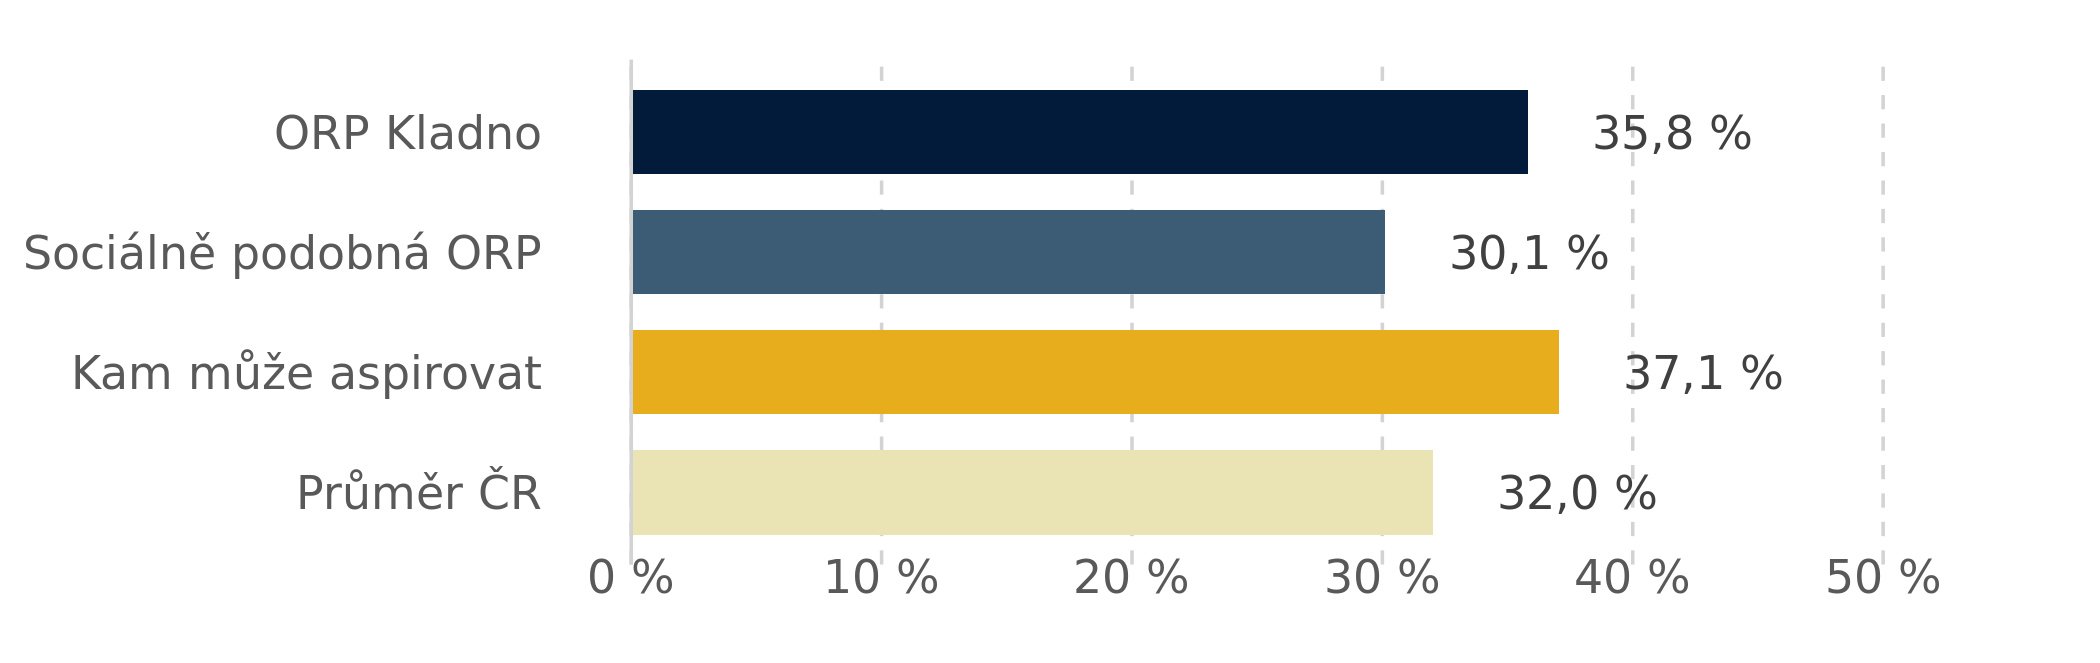 ORP Kladno 35,8 %
Sociálně podobná ORP 30,1 %
Kam může aspirovat 37,1 %
Průměr ČR 32,0 %
0 % 10 % 20 % 30 % 40 % 50 %